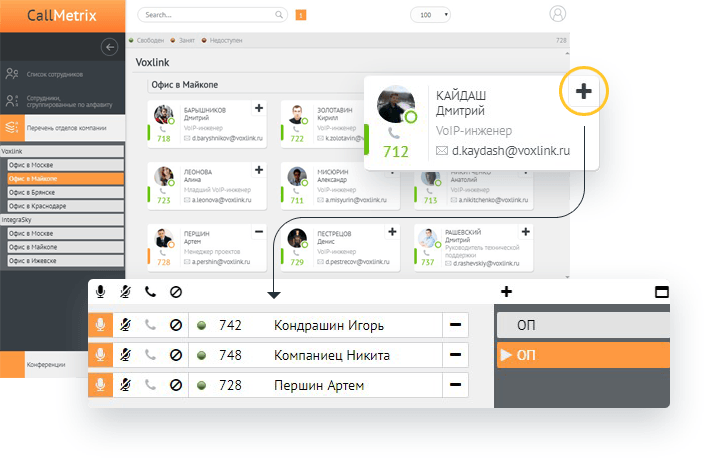 CallMetrix
Search...
1
100
Свободен
Занят
Недоступен
728
Список сотрудников
Сотрудники,
сгруппированные по алфавиту
Перечень отделов компании
Voxlink
Офис в Москве
Офис в Майкопе
Офис в Брянске
Офис в Краснодаре
IntegraSky
Офис в Москве
Офис в Майкопе
Офис в Ижевске
Конференции
Voxlink
Офис в Майкопе
БАРЫШНИКОВ
Дмитрий
VoIP-инженер
718
d.baryshnikov@voxlink.ru
ЗОЛОТАВИН
Кирилл
VoIP-инженер
722
k.zolotavin@
КАЙДАШ
Дмитрий
VoIP-инженер
712
d.kaydash@voxlink.ru
ЛЕОНОВА
Алина
Младший VoIP-инженер
723
a.leonova@voxlink.ru
МИСЮРИН
Александр
VoIP-инженер
711
a.misyurin@voxlink.ru
Анатолий
VoIP-инженер
713
a.nikitchenko@voxlink.ru
ПЕРШИН
Артем
Менеджер проектов
728
a.pershin@voxlink.ru
ПЕСТРЕЦОВ
Денис
VoIP-инженер
729
d.pestrecov@voxlink.ru
РАШЕВСКИЙ
Дмитрий
Руководитель технической
поддержки
737
d.rashevskiy@voxlink.ru
742 Кондрашин Игорь
748 Компаниец Никита
728 Першин Артем
ОП
ОП